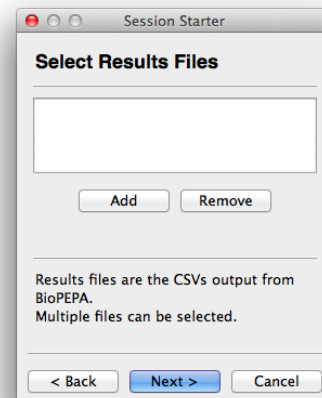 Session Starter
Select Results Files
Add Remove
Results files are the CSVs output from
BioPEPA.
Multiple files can be selected.
< Back Next > Cancel